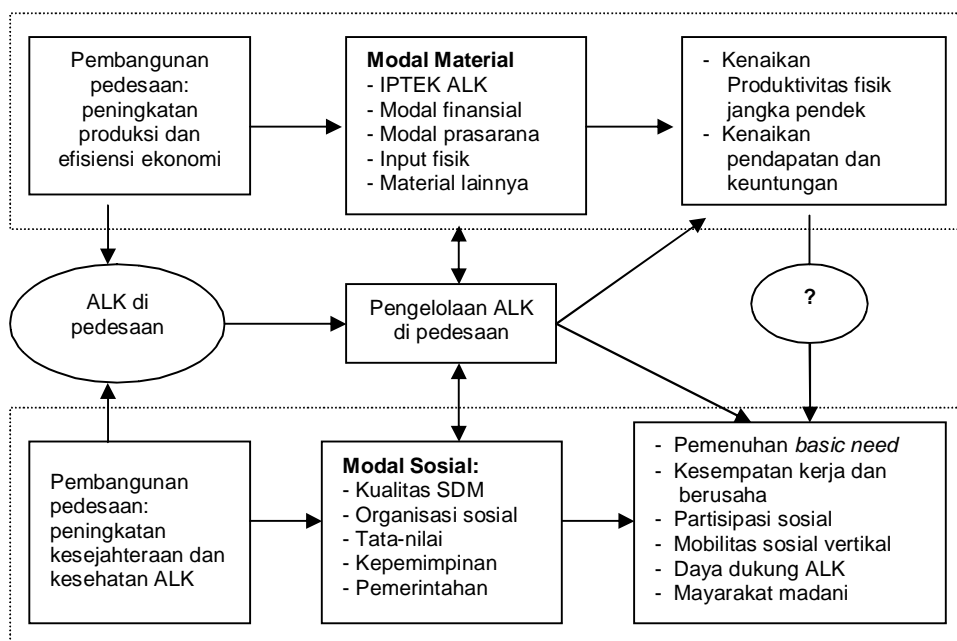 Pembangunan
pedesaan:
peningkatan
produksi dan
efisiensi ekonomi
Modal Material
- IPTEK ALK
- Modal finansial
- Modal prasarana
- Input fisik
- Material lainnya
- Kenaikan
Produktivitas fisik
jangka pendek
- Kenaikan
pendapatan dan
keuntungan
ALK di
pedesaan
Pengelolaan ALK
di pedesaan
?
Pembangunan
pedesaan:
peningkatan
kesejahteraan dan
kesehatan ALK
Modal Sosial:
- Kualitas SDM
- Organisasi sosial
- Tata-nilai
- Kepemimpinan
- Pemerintahan
- Pemenuhan basic need
- Kesempatan kerja dan
berusaha
- Partisipasi sosial
- Mobilitas sosial vertikal
- Daya dukung ALK
- Mayarakat madani